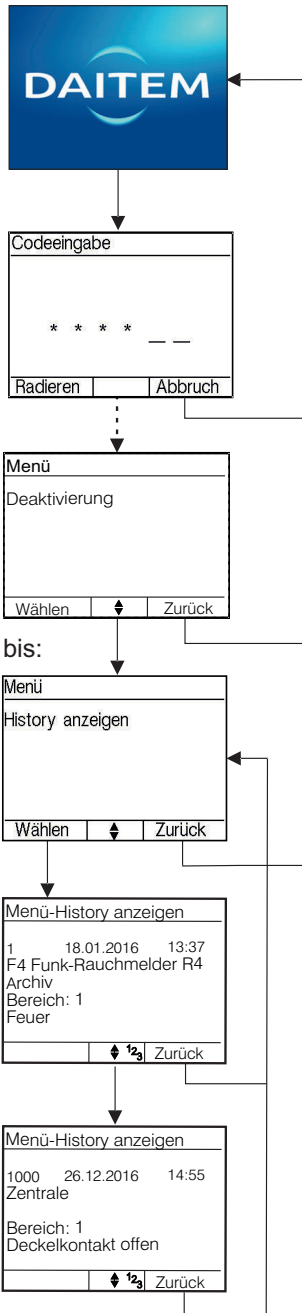 DAITEM
Codeeingabe
* * * * _ _
Radieren Abbruch
Menü
Deaktivierung
Wählen Zurück
bis:
Menü
History anzeigen
Wählen Zurück
Menü-History anzeigen
1 18.01.2016 13:37
F4 Funk-Rauchmelder R4
Archiv
Bereich: 1
Feuer
123 Zurück
Menü-History anzeigen
1000 26.12.2016 14:55
Zentrale
Bereich: 1
Deckelkontakt offen
123 Zurück